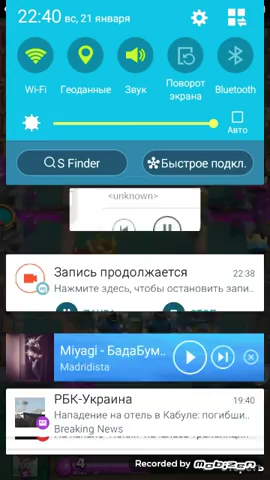 22:40 вс, 21 января
Wi-Fi Геоданные Звук Поворот экрана Bluetooth
Авто
S Finder Быстрое подкл.
<unknown>
Запись продолжается 22:38
Нажмите здесь, чтобы остановить запи..
Miyagi - БадаБум..
Madridista
РБК-Украина 19:40
Нападение на отель в Кабуле: погибши..
Breaking News
4
Recorded by mobizen